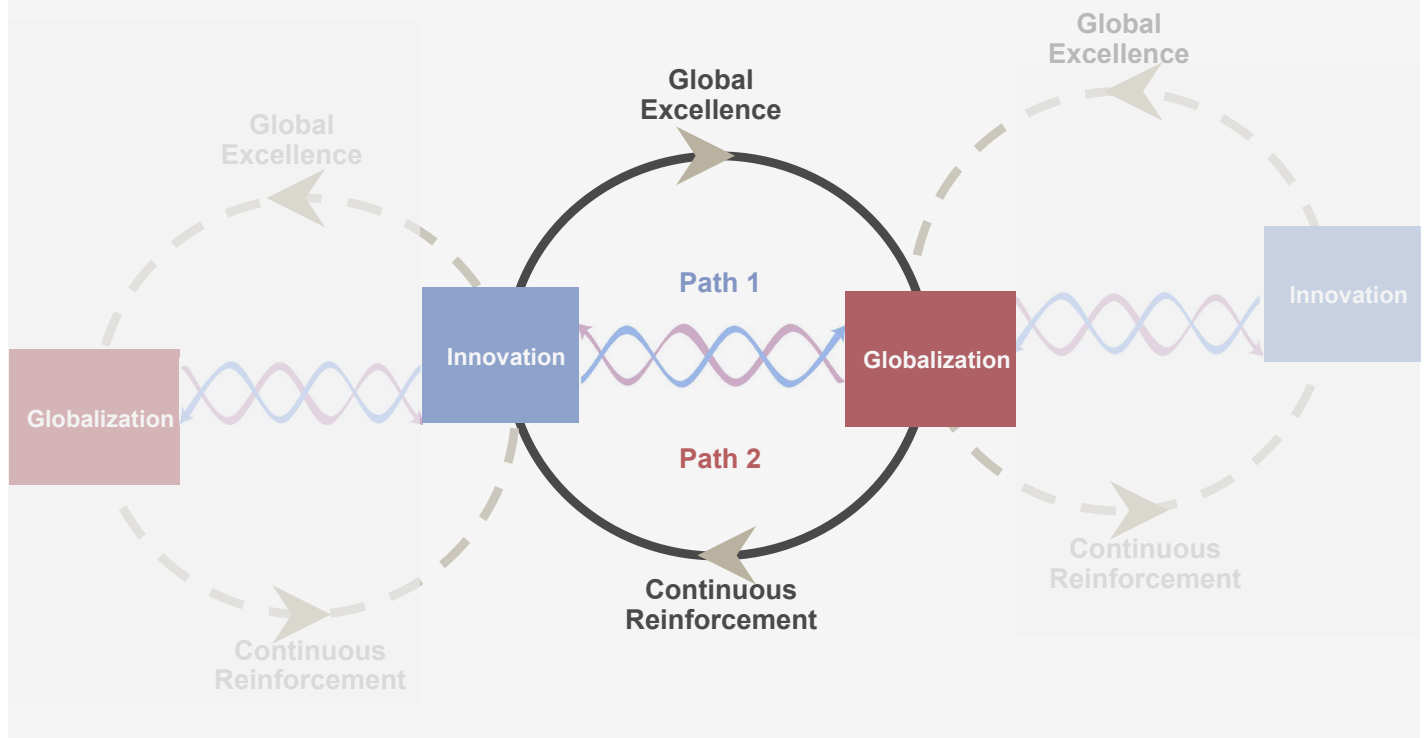 Global
Excellence
Global
Excellence
Global
Excellence
Path 1
Innovation
Innovation
Globalization
Globalization
Path 2
Continuous
Reinforcement
Continuous
Reinforcement
Continuous
Reinforcement